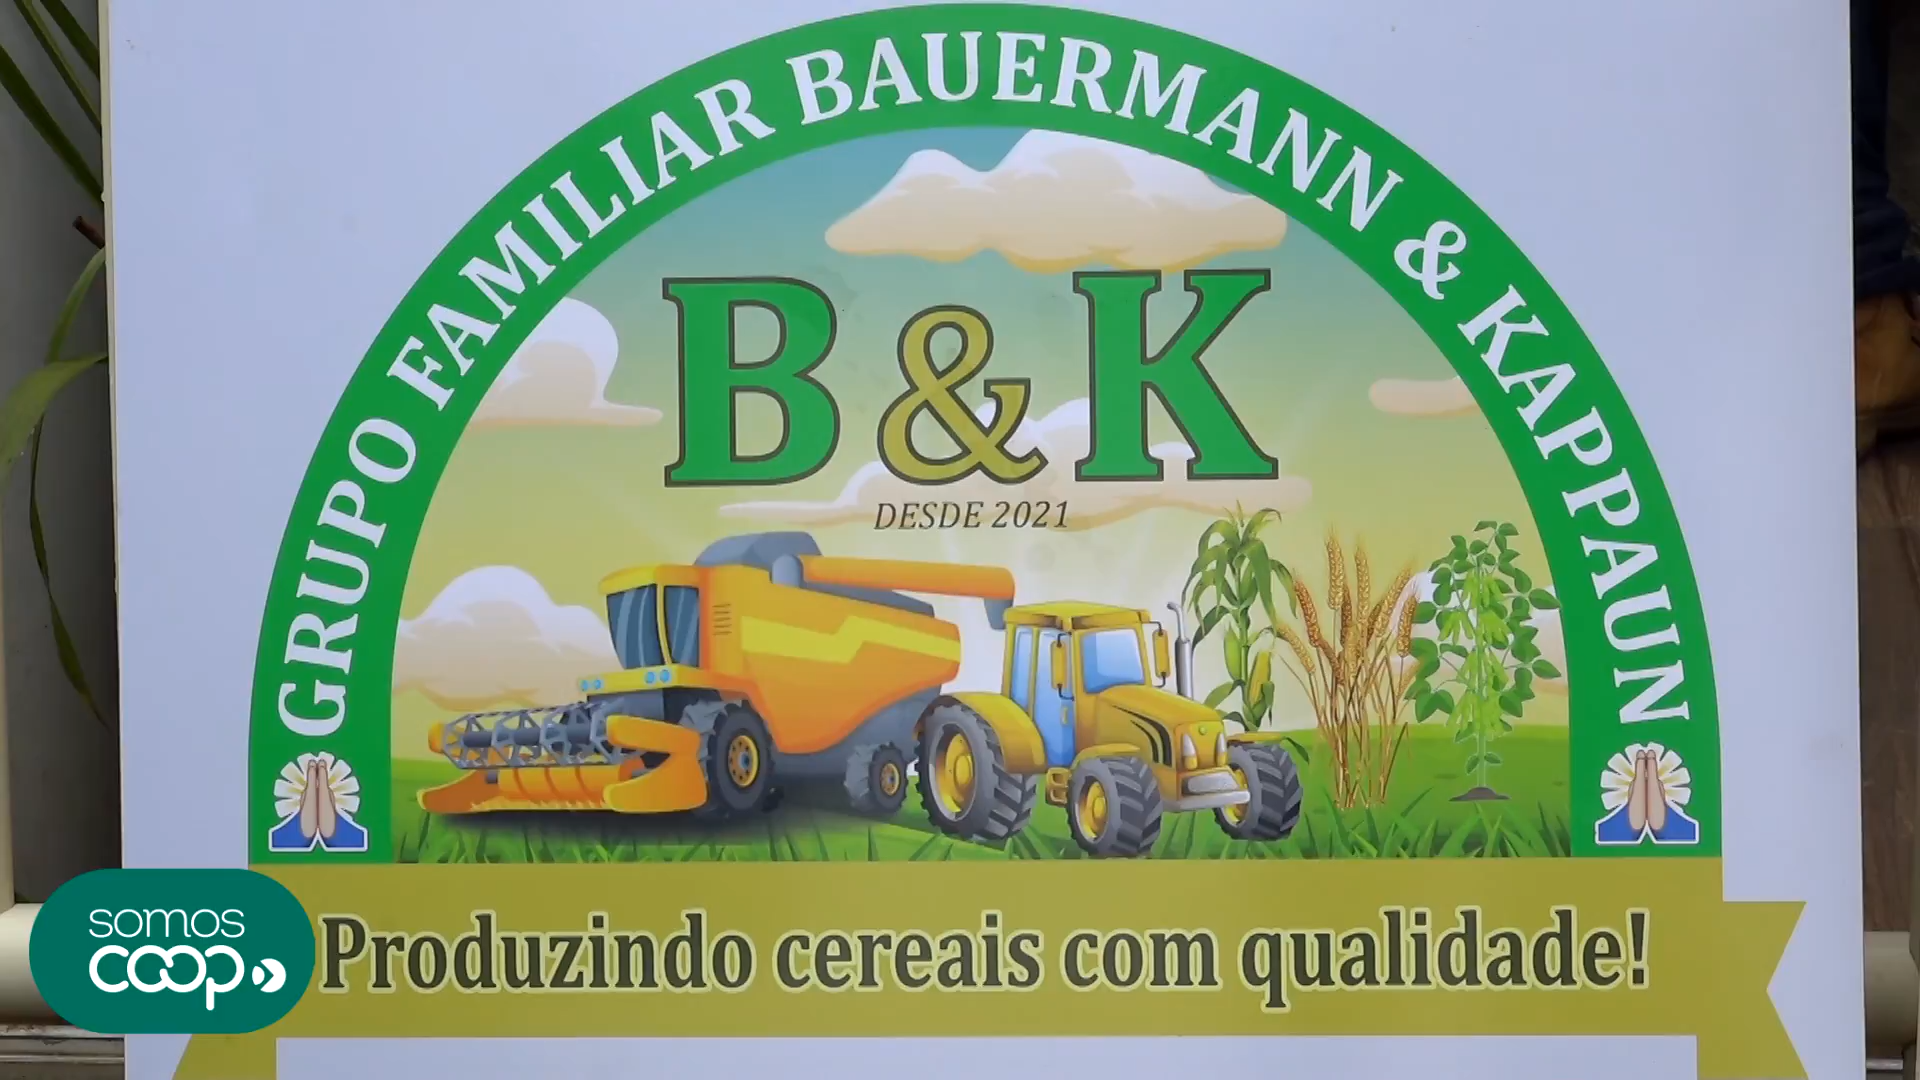 GRUPO FAMILIAR BAUERMANN & KAPPAUN
B&K
DESDE 2021
Produzindo cereais com qualidade!
somos
coop